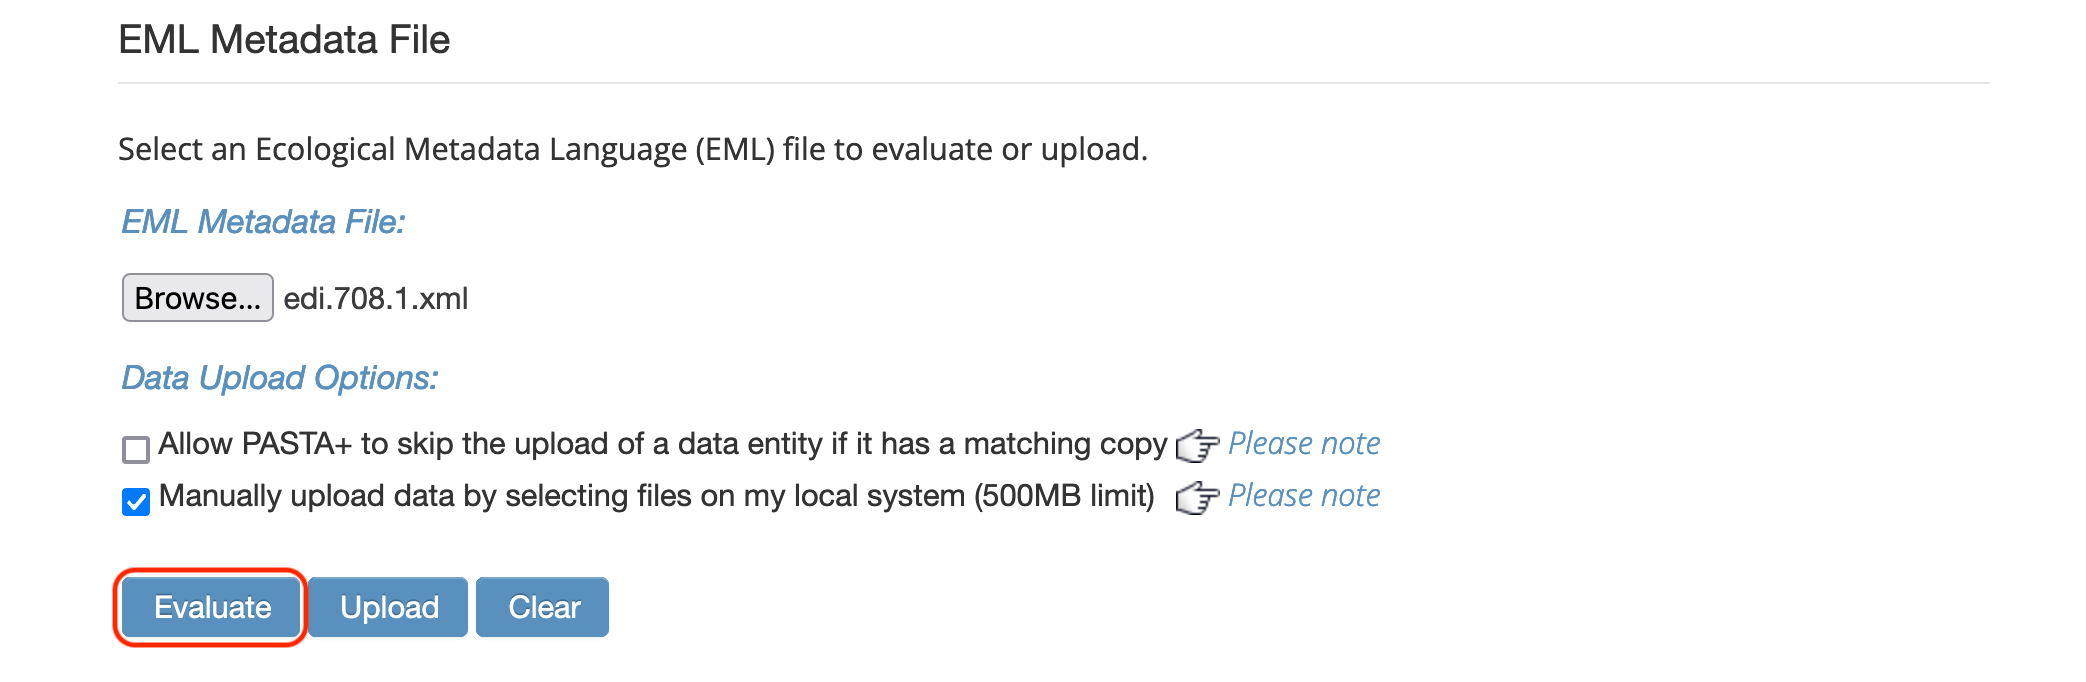 EML Metadata File
Select an Ecological Metadata Language (EML) file to evaluate or upload.
EML Metadata File:
Browse... edi.708.1.xml
Data Upload Options:
Allow PASTA+ to skip the upload of a data entity if it has a matching copy Please note
Manually upload data by selecting files on my local system (500MB limit) Please note
Evaluate Upload Clear